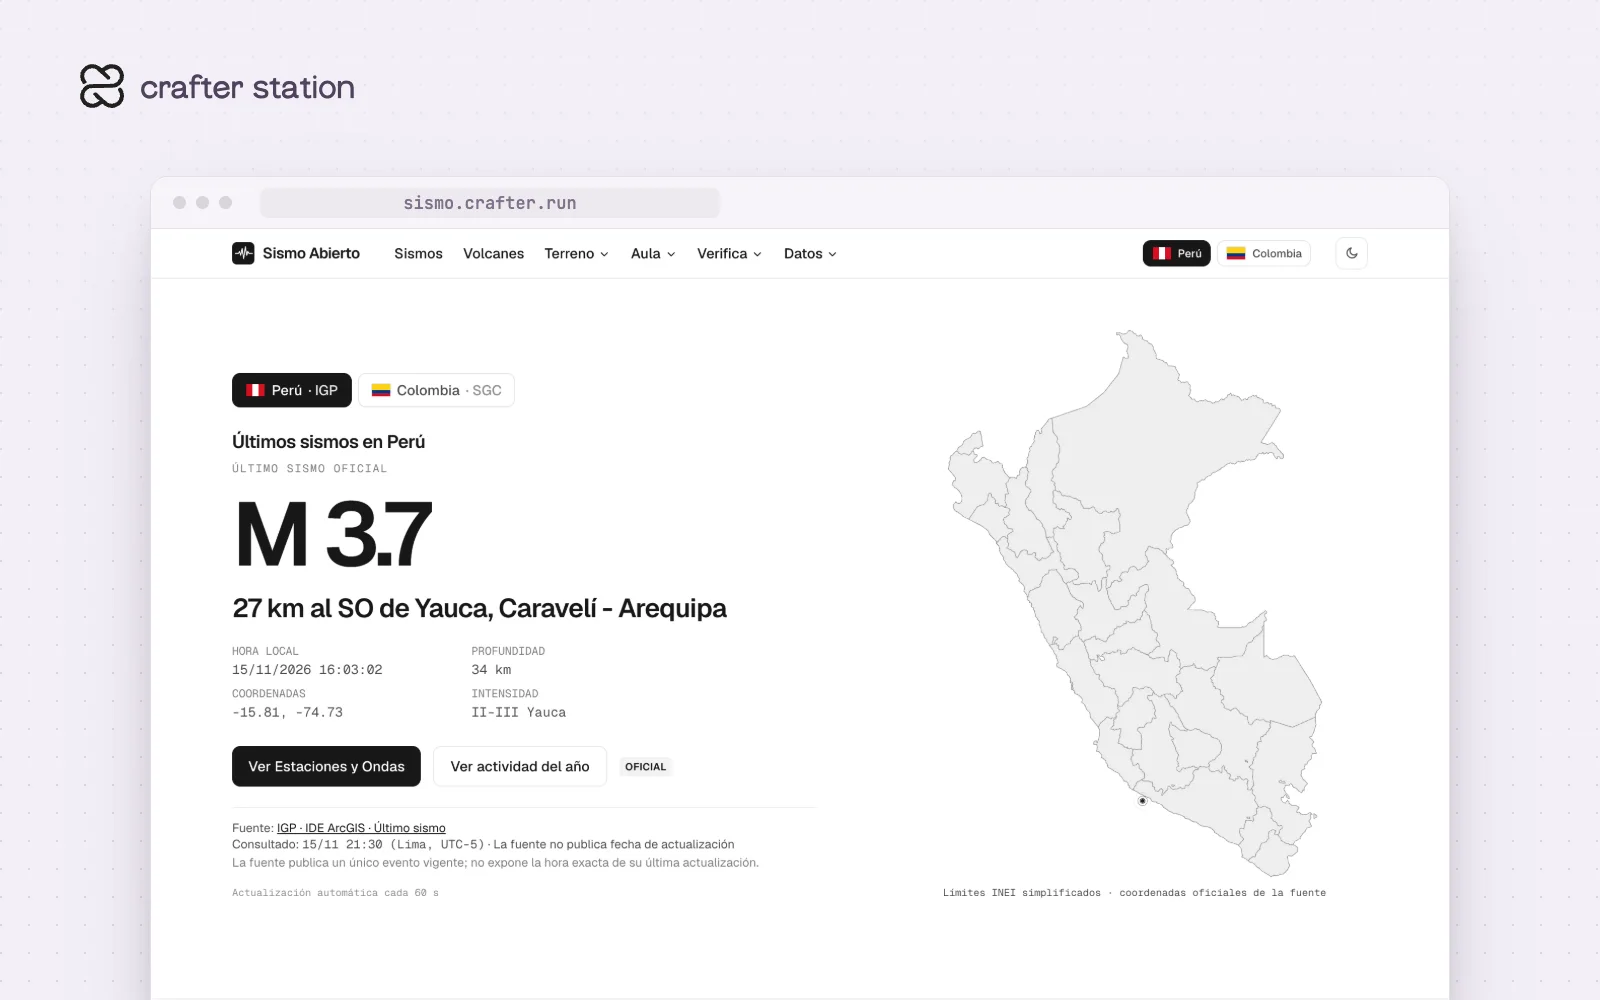 crafter station
sismo.crafter.run
Sismo Abierto Sismos Volcanes Terreno Aula Verifica Datos Perú Colombia
Perú · IGP Colombia · SGC
Últimos sismos en Perú
ÚLTIMO SISMO OFICIAL
M 3.7
27 km al SO de Yauca, Caravelí - Arequipa
HORA LOCAL PROFUNDIDAD
15/11/2026 16:03:02 34 km
COORDENADAS INTENSIDAD
-15.81, -74.73 II-III Yauca
Ver Estaciones y Ondas Ver actividad del año OFICIAL
Fuente: IGP · IDE ArcGIS · Último sismo
Consultado: 15/11 21:30 (Lima, UTC-5) · La fuente no publica fecha de actualización
La fuente publica un único evento vigente; no expone la hora exacta de su última actualización.
Actualización automática cada 60 s
Límites INEI simplificados · coordenadas oficiales de la fuente